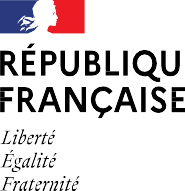 RÉPUBLIQU
FRANÇAISE
Liberté
Égalité
Fraternité